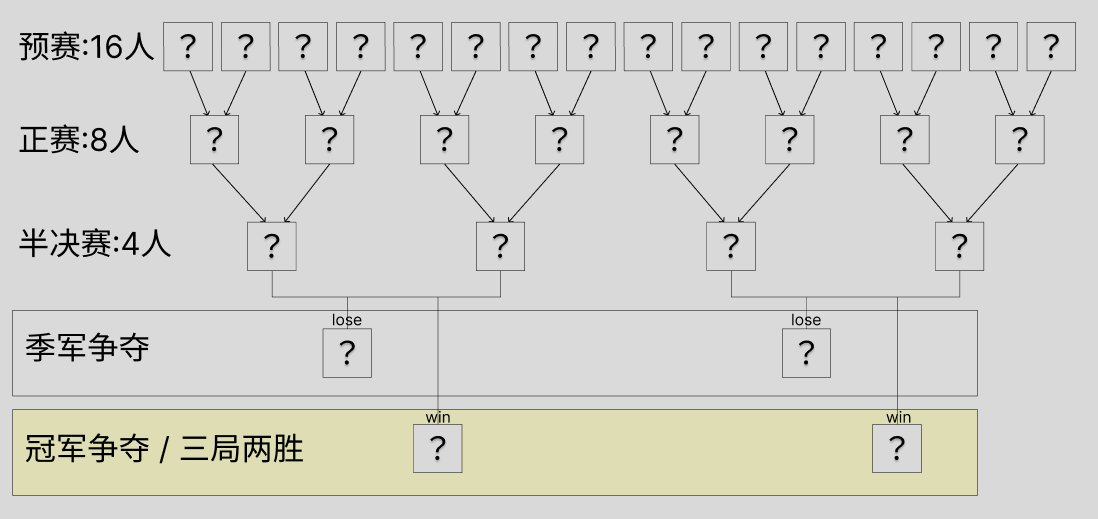 预赛:16人 ? ? ? ? ? ? ? ? ? ? ? ? ? ? ? ?
正赛:8人 ? ? ? ? ? ? ? ?
半决赛:4人 ? ? ? ?
lose lose
季军争夺 ? ?
win win
冠军争夺 / 三局两胜 ? ?